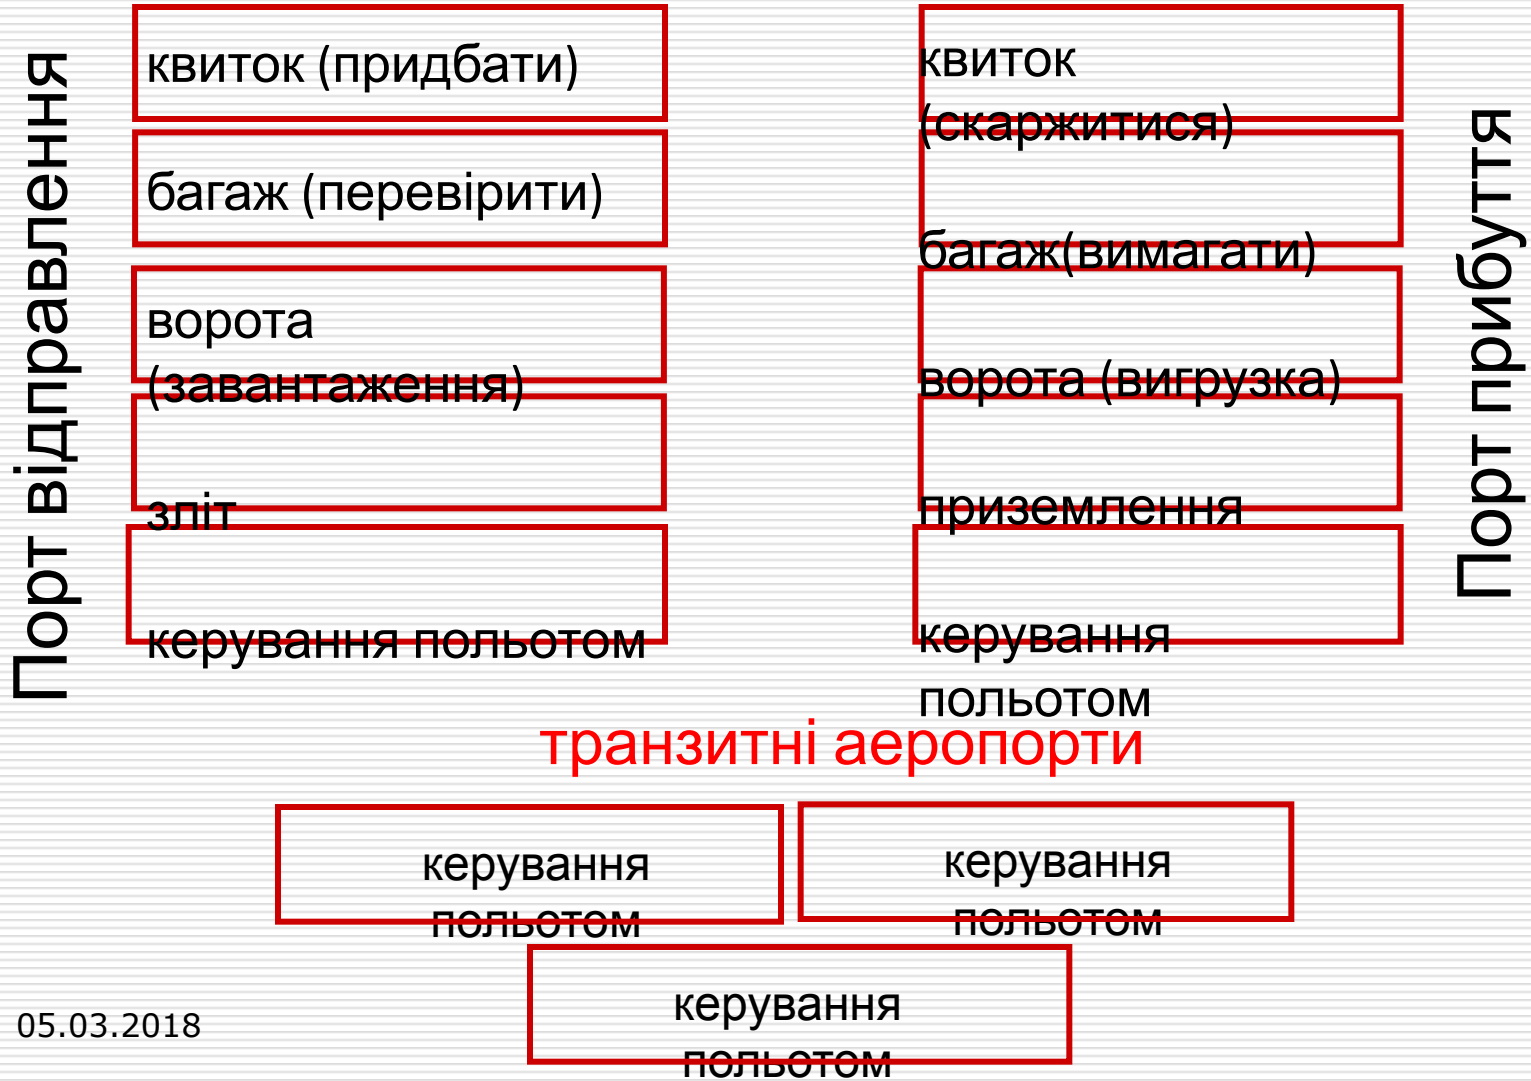 Порт відправлення
квиток (придбати)
багаж (перевірити)
ворота
(завантаження)
зліт
керування польотом
квиток
(скаржитися)
багаж(вимагати)
ворота (вигрузка)
приземлення
керування
польотом
Порт прибуття
транзитні аеропорти
керування
польотом
керування
польотом
керування
польотом
05.03.2018